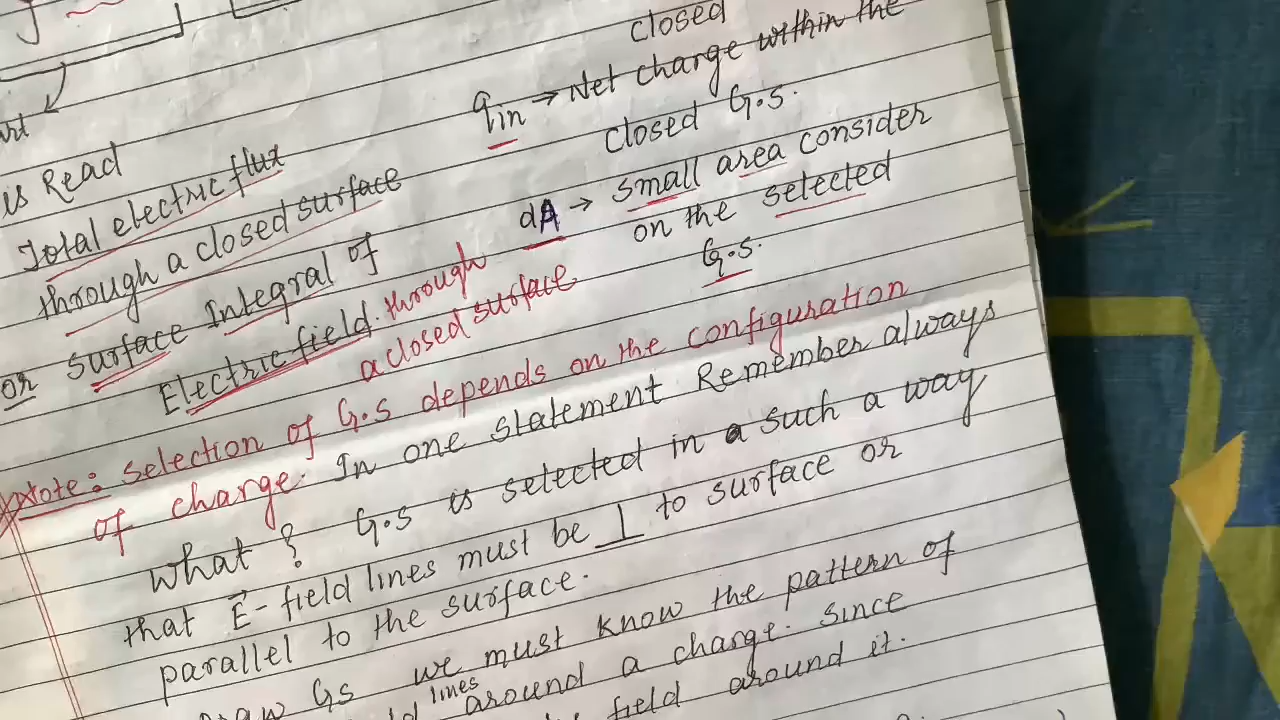 closed
qin → Net charge within the
closed G.S.
dA → small area consider
on the selected
G.S.
is Read
Total electric flux
through a closed surface
or surface Integral of
Electric field. through
a closed surface.
Note: Selection of G.S depends on the configuration
of charge. In one statement Remember always
what? G.S is selected in a such a way
that E⃗-field lines must be ⊥ to surface or
parallel to the surface.
Gs we must know the pattern of
lines around a charge. Since
field around it.